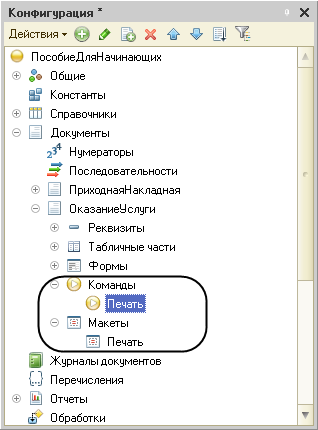 Конфигурация *
Действия
ПособиеДляНачинающих
Общие
Константы
Справочники
Документы
Нумераторы
Последовательности
ПриходнаяНакладная
ОказаниеУслуги
Реквизиты
Табличные части
Формы
Команды
Печать
Макеты
Печать
Журналы документов
Перечисления
Отчеты
Обработки